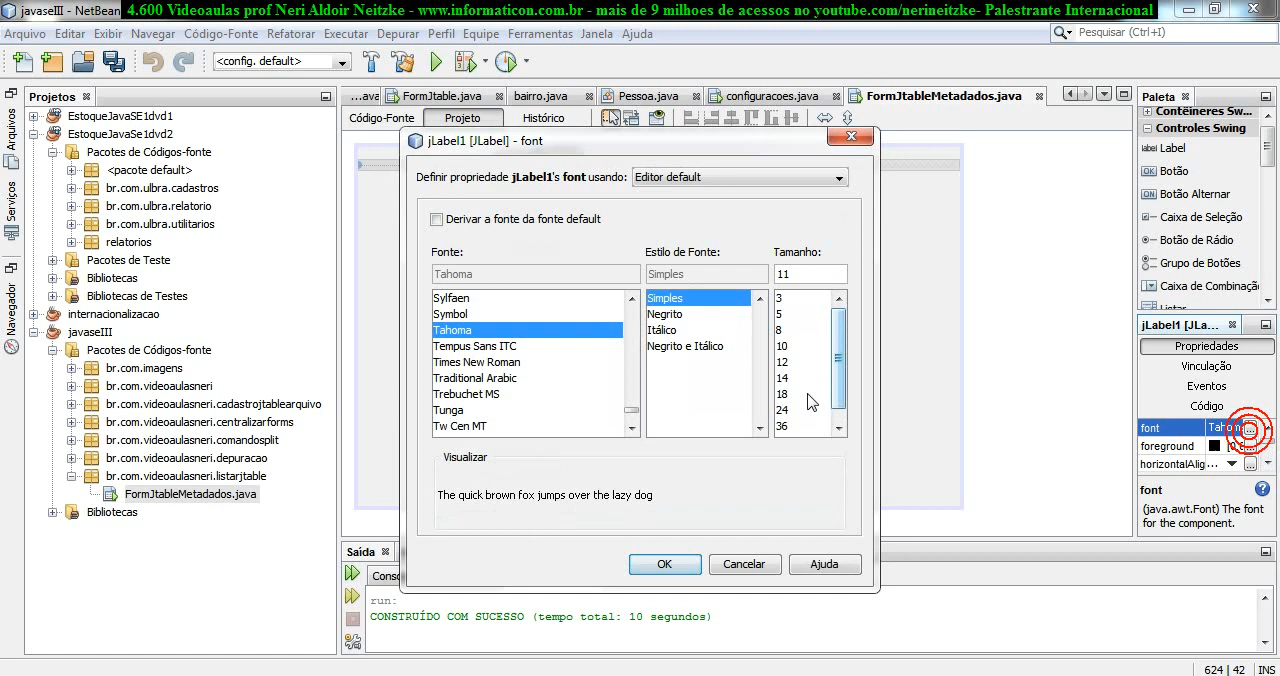 javaseIII - NetBean
4.600 Videoaulas prof Neri Aldoir Neitzke - www.informaticon.com.br - mais de 9 milhoes de acessos no youtube.com/nerineitzke- Palestrante Internacional
Arquivo Editar Exibir Navegar Código-Fonte Refatorar Executar Depurar Perfil Equipe Ferramentas Janela Ajuda
Pesquisar (Ctrl+I)
<config. default>
Arquivos
Serviços
Navegador
Projetos
EstoqueJavaSE1dvd1
EstoqueJavaSe1dvd2
Pacotes de Códigos-fonte
<pacote default>
br.com.ulbra.cadastros
br.com.ulbra.relatorio
br.com.ulbra.utilitarios
relatorios
Pacotes de Teste
Bibliotecas
Bibliotecas de Testes
internacionalizacao
javaseIII
Pacotes de Códigos-fonte
br.com.imagens
br.com.videoaulasneri
br.com.videoaulasneri.cadastrojtablearquivo
br.com.videoaulasneri.centralizarforms
br.com.videoaulasneri.comandosplit
br.com.videoaulasneri.depuracao
br.com.videoaulasneri.listarjtable
FormJtableMetadados.java
Bibliotecas
...ava FormJTable.java bairro.java Pessoa.java configuracoes.java FormJtableMetadados.java
Código-Fonte Projeto Histórico
jLabel1 [JLabel] - font
Definir propriedade jLabel1's font usando: Editor default
Derivar a fonte da fonte default
Fonte: Estilo de Fonte: Tamanho:
Tahoma Simples 11
Sylfaen Simples 3
Symbol Negrito 5
Tahoma Itálico 8
Tempus Sans ITC Negrito e Itálico 10
Times New Roman 12
Traditional Arabic 14
Trebuchet MS 18
Tunga 24
Tw Cen MT 36
Visualizar
The quick brown fox jumps over the lazy dog
OK Cancelar Ajuda
Saída
run:
CONSTRUÍDO COM SUCESSO (tempo total: 10 segundos)
Paleta
Contêineres Sw...
Controles Swing
label Label
OK Botão
ON Botão Alternar
Caixa de Seleção
Botão de Rádio
Grupo de Botões
Caixa de Combinaçã
jLabel1 [JLa...
Propriedades
Vinculação
Eventos
Código
font
foreground
horizontalAlig...
font
(java.awt.Font) The font
for the component.
624 | 42 INS